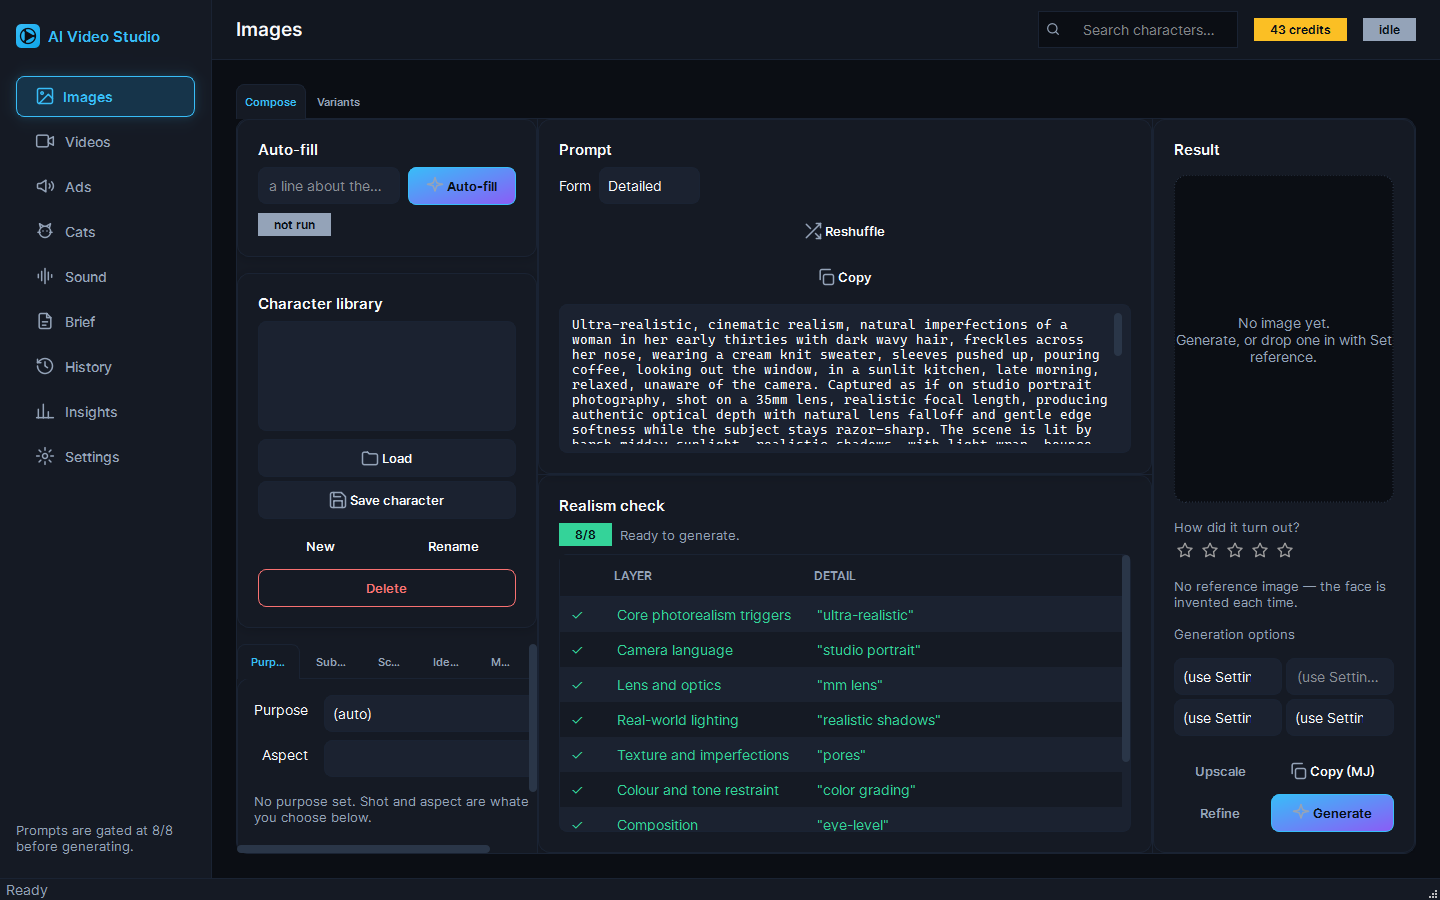 AI Video Studio
Images
Search characters...
43 credits
idle
Images
Videos
Ads
Cats
Sound
Brief
History
Insights
Settings
Prompts are gated at 8/8
before generating.
Compose
Variants
Auto-fill
a line about the...
Auto-fill
not run
Character library
Load
Save character
New
Rename
Delete
Purp...
Sub...
Sc...
Ide...
M...
Purpose
(auto)
Aspect
No purpose set. Shot and aspect are whate
you choose below.
Prompt
Form
Detailed
Reshuffle
Copy
Ultra-realistic, cinematic realism, natural imperfections of a
woman in her early thirties with dark wavy hair, freckles across
her nose, wearing a cream knit sweater, sleeves pushed up, pouring
coffee, looking out the window, in a sunlit kitchen, late morning,
relaxed, unaware of the camera. Captured as if on studio portrait
photography, shot on a 35mm lens, realistic focal length, producing
authentic optical depth with natural lens falloff and gentle edge
softness while the subject stays razor-sharp. The scene is lit by
harsh midday sunlight, realistic shadows, with light wrap, bounce
Realism check
8/8
Ready to generate.
LAYER
DETAIL
Core photorealism triggers
"ultra-realistic"
Camera language
"studio portrait"
Lens and optics
"mm lens"
Real-world lighting
"realistic shadows"
Texture and imperfections
"pores"
Colour and tone restraint
"color grading"
Composition
"eye-level"
Result
No image yet.
Generate, or drop one in with Set
reference.
How did it turn out?
No reference image — the face is
invented each time.
Generation options
(use Settin
(use Settin...
(use Settin
(use Settin
Upscale
Copy (MJ)
Refine
Generate
Ready